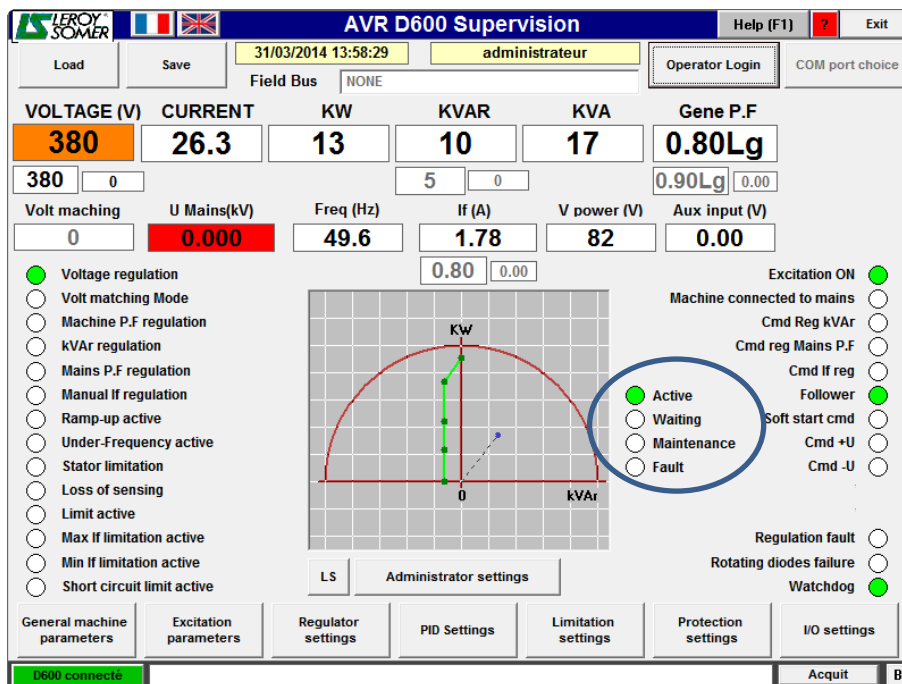 LEROY SOMER
AVR D600 Supervision
Help (F1) ? Exit
Load Save 31/03/2014 13:58:29 administrateur Operator Login COM port choice
Field Bus NONE
VOLTAGE (V) CURRENT KW KVAR KVA Gene P.F
380 26.3 13 10 17 0.80Lg
380 0 5 0 0.90Lg 0.00
Volt maching U Mains(kV) Freq (Hz) If (A) V power (V) Aux input (V)
0 0.000 49.6 1.78 82 0.00
0.80 0.00
Voltage regulation
Volt matching Mode
Machine P.F regulation
kVAr regulation
Mains P.F regulation
Manual If regulation
Ramp-up active
Under-Frequency active
Stator limitation
Loss of sensing
Limit active
Max If limitation active
Min If limitation active
Short circuit limit active
KW
0 kVAr
Active
Waiting
Maintenance
Fault
Excitation ON
Machine connected to mains
Cmd Reg kVAr
Cmd reg Mains P.F
Cmd If reg
Follower
Soft start cmd
Cmd +U
Cmd -U
Regulation fault
Rotating diodes failure
Watchdog
LS Administrator settings
General machine parameters
Excitation parameters
Regulator settings
PID Settings
Limitation settings
Protection settings
I/O settings
D600 connecté Acquit B